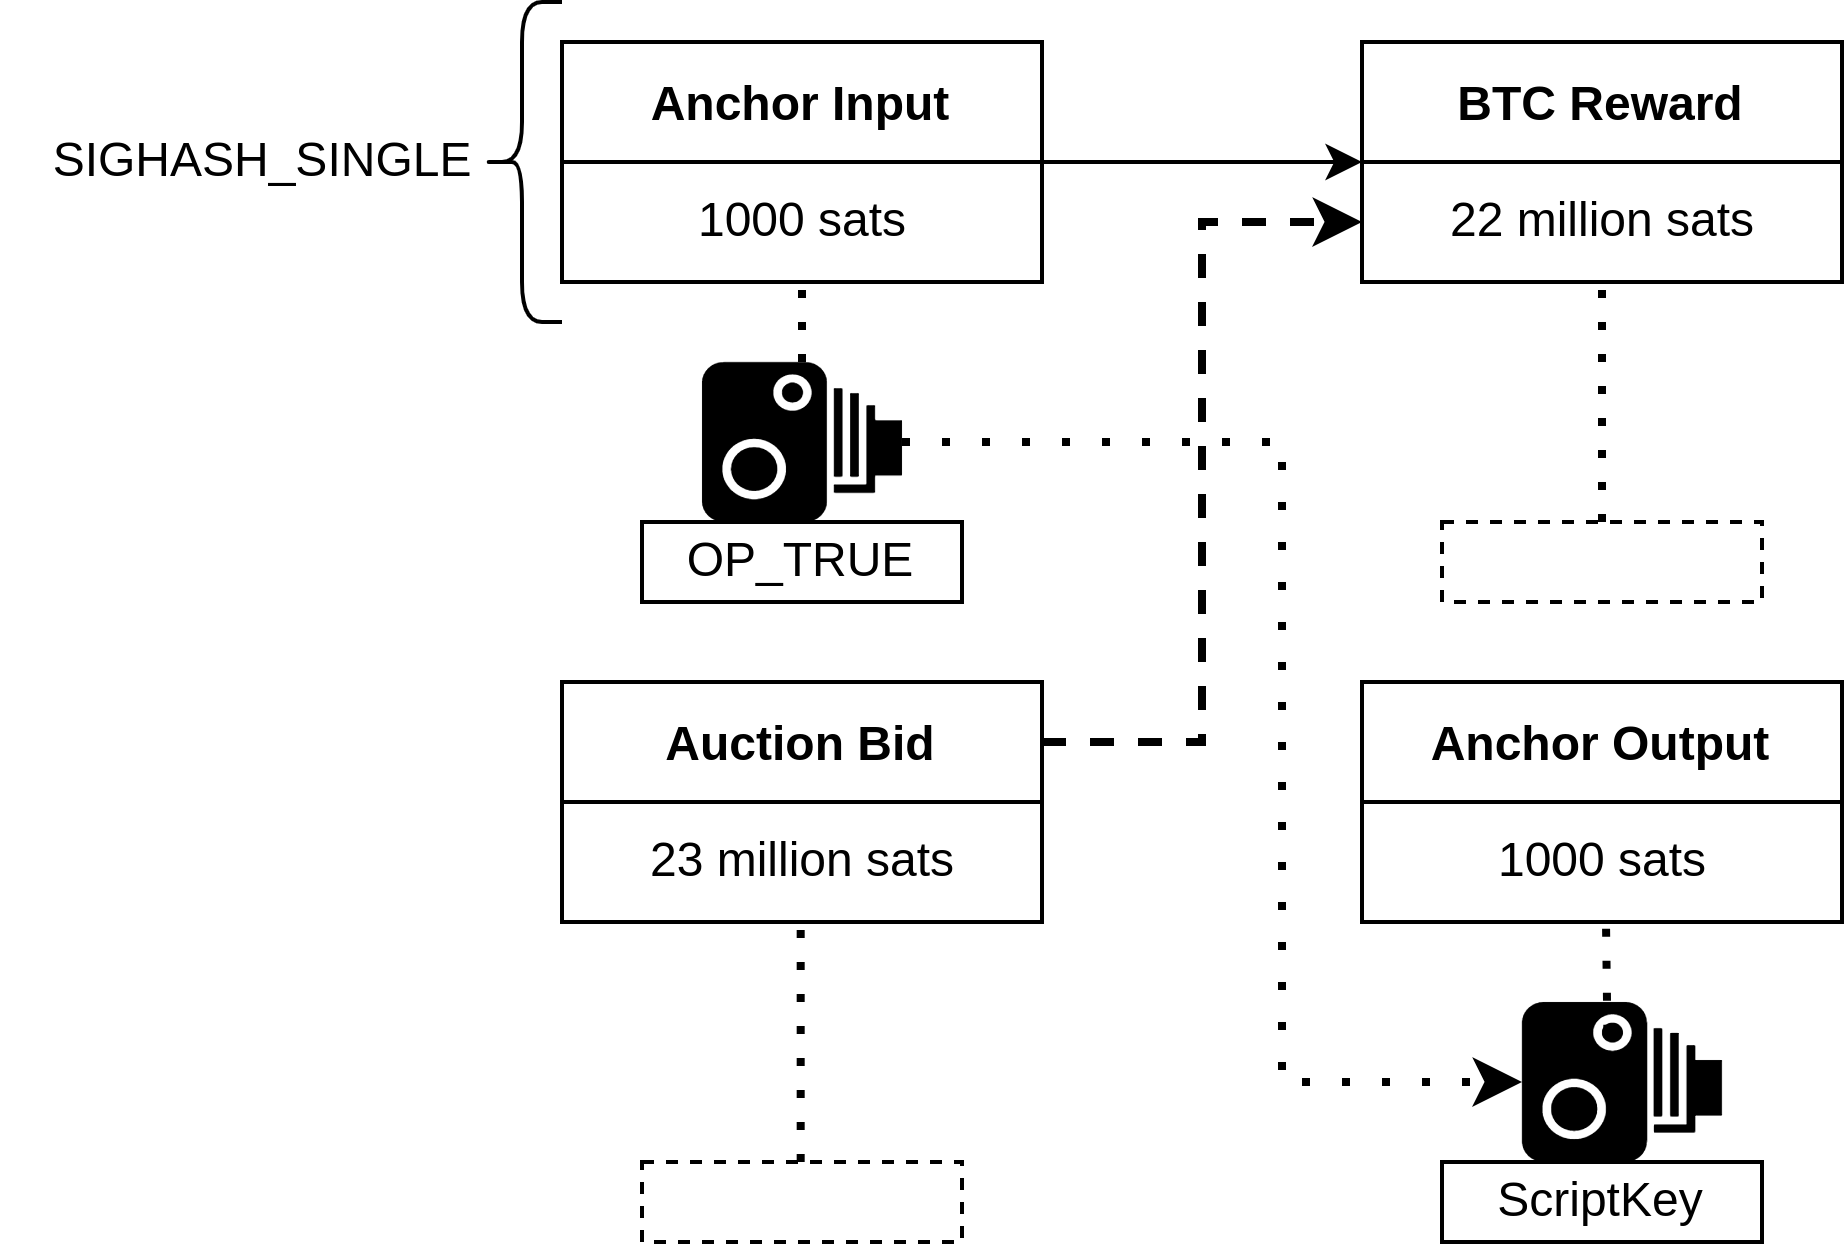 SIGHASH_SINGLE
Anchor Input
1000 sats
BTC Reward
22 million sats
OP_TRUE
Auction Bid
23 million sats
Anchor Output
1000 sats
ScriptKey